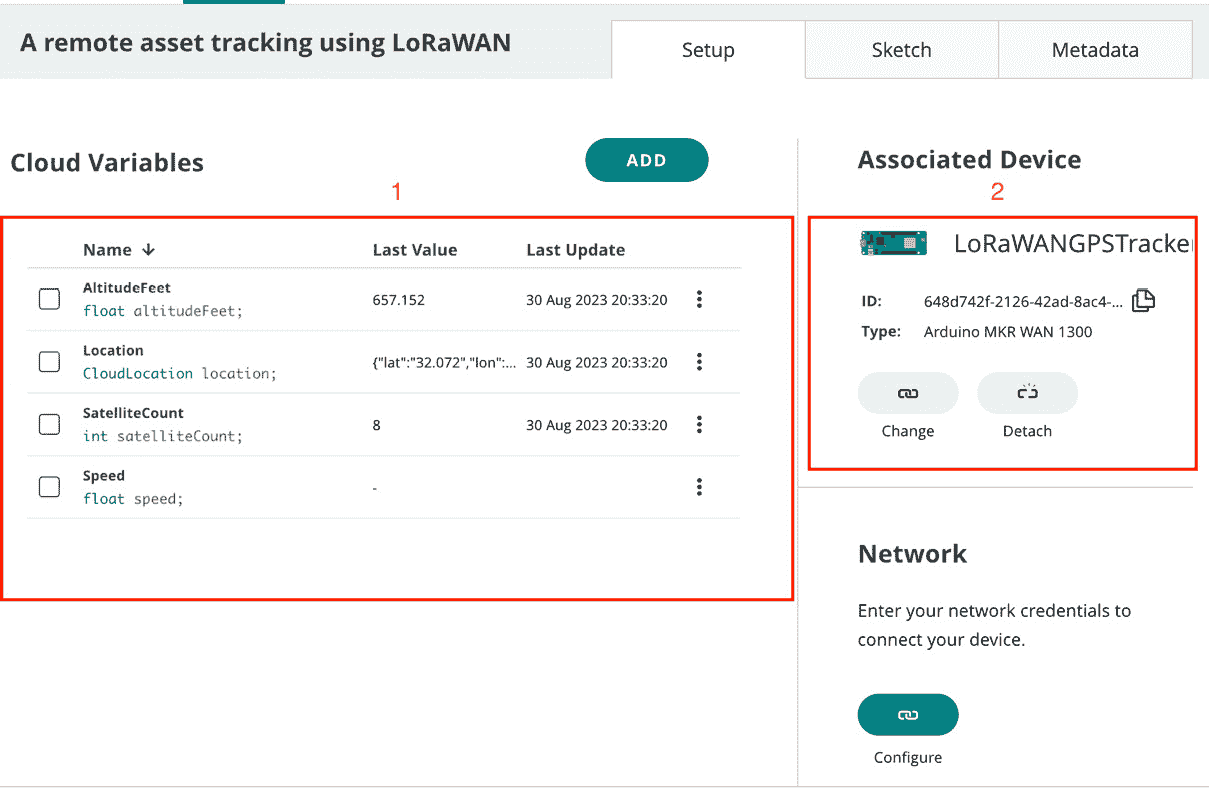 A remote asset tracking using LoRaWAN
Setup
Sketch
Metadata
Cloud Variables
ADD
1
Name ↓
Last Value
Last Update
AltitudeFeet
float altitudeFeet;
657.152
30 Aug 2023 20:33:20
Location
CloudLocation location;
{"lat":"32.072","lon":...
30 Aug 2023 20:33:20
SatelliteCount
int satelliteCount;
8
30 Aug 2023 20:33:20
Speed
float speed;
-
Associated Device
2
LoRaWANGPSTracker
ID: 648d742f-2126-42ad-8ac4-...
Type: Arduino MKR WAN 1300
Change
Detach
Network
Enter your network credentials to
connect your device.
Configure